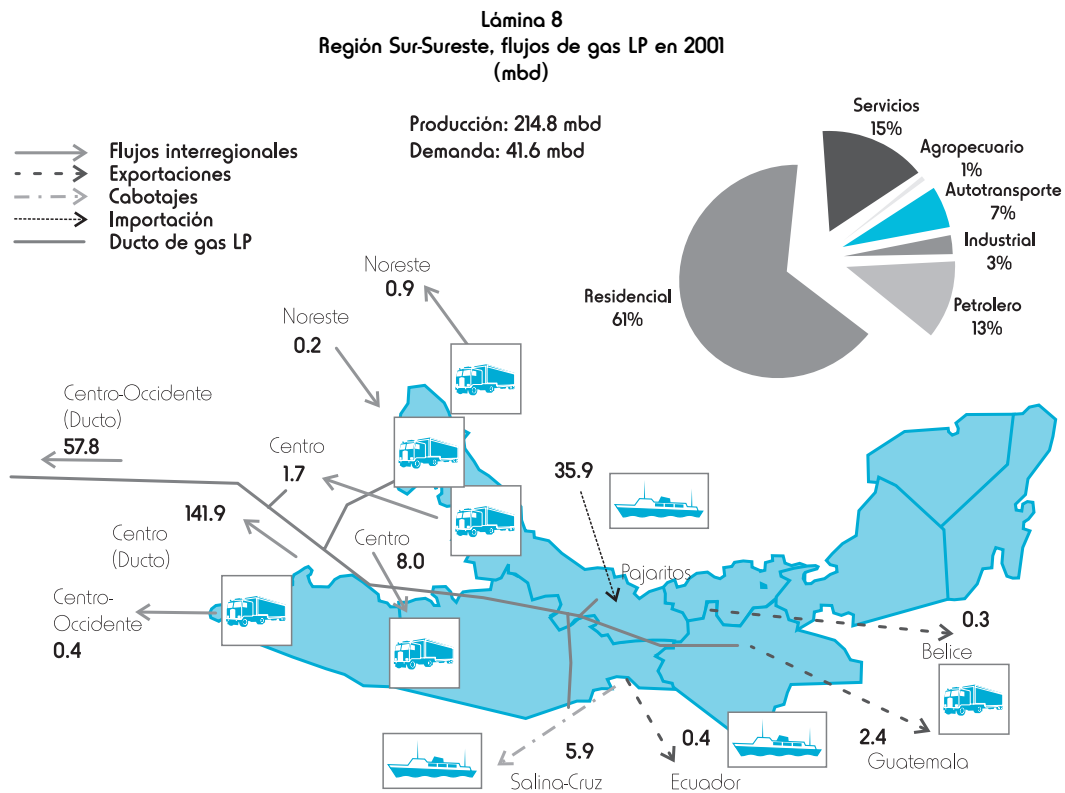 Lámina 8
Región Sur-Sureste, flujos de gas LP en 2001
(mbd)
Producción: 214.8 mbd
Demanda: 41.6 mbd
Flujos interregionales
Exportaciones
Cabotajes
Importación
Ducto de gas LP
Servicios
15%
Agropecuario
1%
Autotransporte
7%
Industrial
3%
Petrolero
13%
Residencial
61%
Noreste
0.9
Noreste
0.2
Centro-Occidente
(Ducto)
57.8
Centro
1.7
141.9
Centro
(Ducto)
Centro
8.0
35.9
Pajaritos
Centro-
Occidente
0.4
0.3
Belice
2.4
Guatemala
0.4
Ecuador
5.9
Salina-Cruz